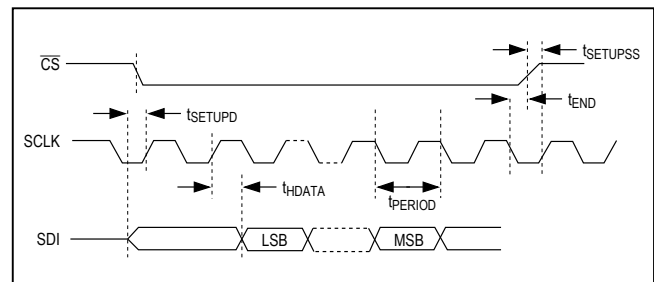 CS
tSETUPSS
tEND
tSETUPD
SCLK
tHDATA
tPERIOD
SDI
LSB
MSB